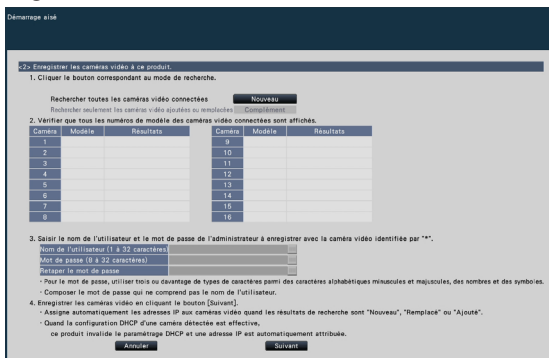 Démarrage aisé
<2> Enregistrer les caméras vidéo à ce produit.
1. Cliquer le bouton correspondant au mode de recherche.
Rechercher toutes les caméras vidéo connectées Nouveau
Rechercher seulement les caméras vidéo ajoutées ou remplacées Complément
2. Vérifier que tous les numéros de modèle des caméras vidéo connectées sont affichés.
Caméra Modèle Résultats Caméra Modèle Résultats
1 9
2 10
3 11
4 12
5 13
6 14
7 15
8 16
3. Saisir le nom de l'utilisateur et le mot de passe de l'administrateur à enregistrer avec la caméra vidéo identifiée par "*".
Nom de l'utilisateur (1 à 32 caractères)
Mot de passe (8 à 32 caractères)
Retaper le mot de passe
・Pour le mot de passe, utiliser trois ou davantage de types de caractères parmi des caractères alphabétiques minuscules et majuscules, des nombres et des symboles.
・Composer le mot de passe qui ne comprend pas le nom de l'utilisateur.
4. Enregistrer les caméras vidéo en cliquant le bouton [Suivant].
・Assigne automatiquement les adresses IP aux caméras vidéo quand les résultats de recherche sont "Nouveau", "Remplacé" ou "Ajouté".
・Quand la configuration DHCP d'une caméra détectée est effective,
ce produit invalide le paramétrage DHCP et une adresse IP est automatiquement attribuée.
Annuler Suivant